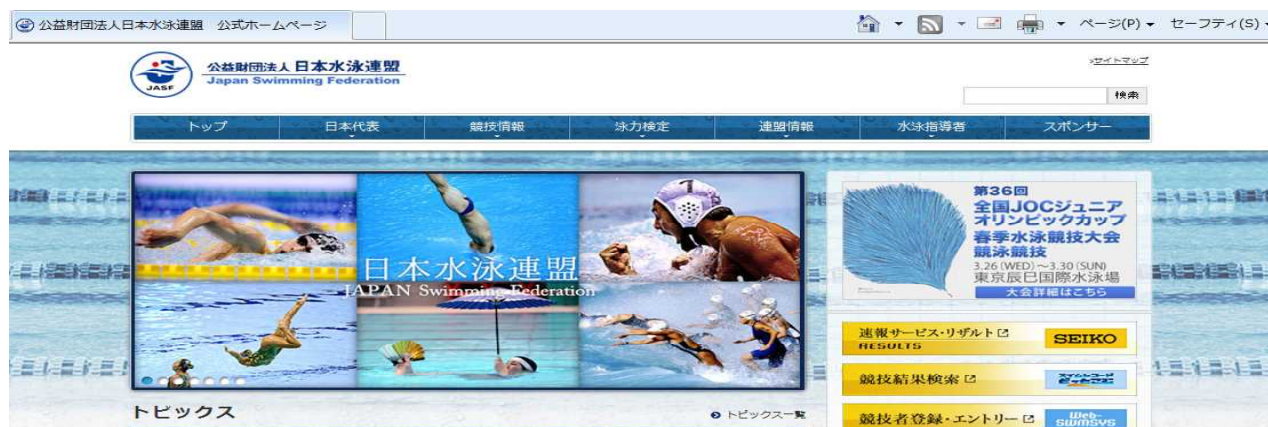 公益財団法人日本水泳連盟 公式ホームページ
ページ(P)
セーフティ(S)
JASF
公益財団法人 日本水泳連盟
Japan Swimming Federation
サイトマップ
検索
トップ
日本代表
競技情報
泳力検定
連盟情報
水泳指導者
スポンサー
日本水泳連盟
JAPAN Swimming Federation
第36回
全国JOCジュニア
オリンピックカップ
春季水泳競技大会
競泳競技
3.26 (WED)～3.30 (SUN)
東京辰巳国際水泳場
大会詳細はこちら
速報サービス・リザルト
RESULTS
SEIKO
競技結果検索
競技者登録・エントリー
Web-
SWMSYS
トピックス
トピックス一覧